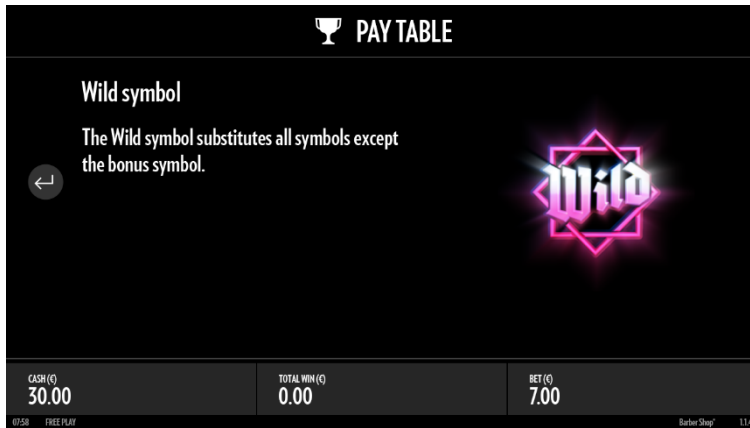 PAY TABLE
Wild symbol
The Wild symbol substitutes all symbols except
the bonus symbol.
Wild
CASH (€)
30.00
TOTAL WIN (€)
0.00
BET (€)
7.00
07:58 FREE PLAY
Barber Shop™